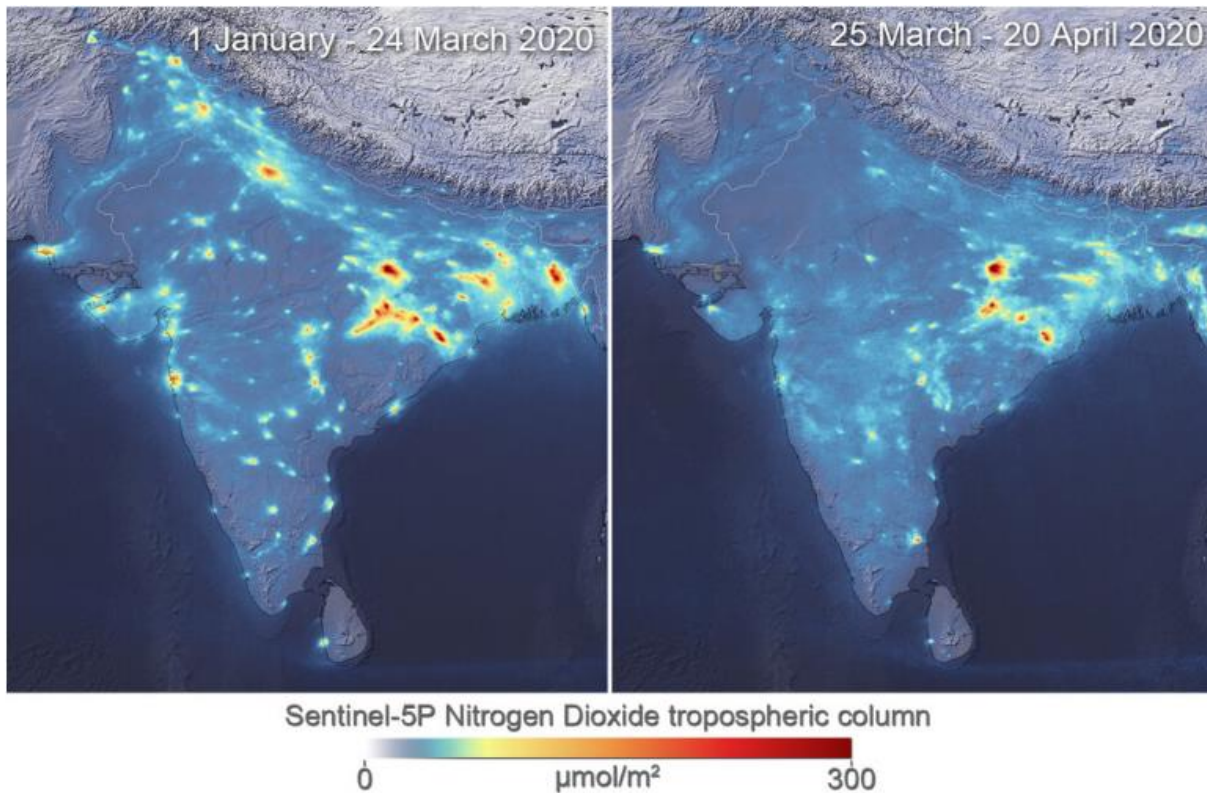 1 January - 24 March 2020
25 March - 20 April 2020
Sentinel-5P Nitrogen Dioxide tropospheric column
0 µmol/m² 300